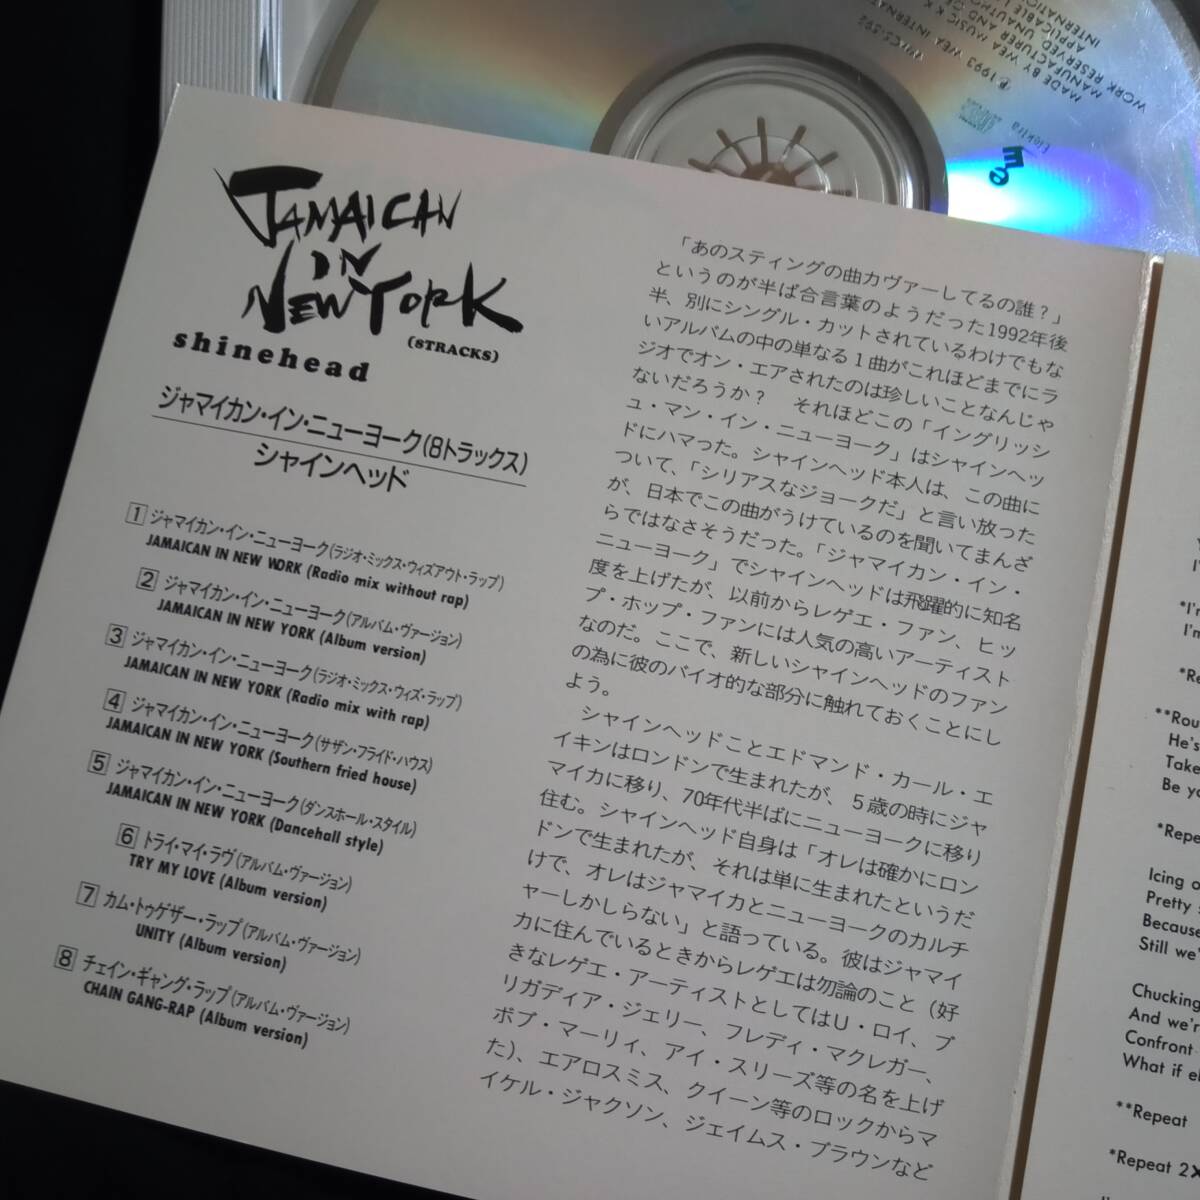 JAMAICAN
IN
NEW YORK
(8TRACKS)
shinehead
ジャマイカン・イン・ニューヨーク(8トラックス)
シャインヘッド
1 ジャマイカン・イン・ニューヨーク(ラジオ・ミックス・ウィズアウト・ラップ)
JAMAICAN IN NEW WORK (Radio mix without rap)
2 ジャマイカン・イン・ニューヨーク(アルバム・ヴァージョン)
JAMAICAN IN NEW YORK (Album version)
3 ジャマイカン・イン・ニューヨーク(ラジオ・ミックス・ウィズ・ラップ)
JAMAICAN IN NEW YORK (Radio mix with rap)
4 ジャマイカン・イン・ニューヨーク(サザン・フライド・ハウス)
JAMAICAN IN NEW YORK (Southern fried house)
5 ジャマイカン・イン・ニューヨーク(ダンスホール・スタイル)
JAMAICAN IN NEW YORK (Dancehall style)
6 トライ・マイ・ラヴ(アルバム・ヴァージョン)
TRY MY LOVE (Album version)
7 カム・トゥゲザー・ラップ(アルバム・ヴァージョン)
UNITY (Album version)
8 チェイン・ギャング・ラップ(アルバム・ヴァージョン)
CHAIN GANG-RAP (Album version)
「あのスティングの曲カヴァーしてるの誰？」
というのが半ば合言葉のようだった1992年後
半、別にシングル・カットされているわけでもな
いアルバムの中の単なる1曲がこれほどまでにラ
ジオでオン・エアされたのは珍しいことなんじゃ
ないだろうか？　それほどこの「イングリッシ
ュ・マン・イン・ニューヨーク」はシャインヘッ
ドにハマった。シャインヘッド本人は、この曲に
ついて、「シリアスなジョークだ」と言い放った
が、日本でこの曲がうけているのを聞いてまんざ
らではなさそうだった。「ジャマイカン・イン・
ニューヨーク」でシャインヘッドは飛躍的に知名
度を上げたが、以前からレゲエ・ファン、ヒッ
プ・ホップ・ファンには人気の高いアーティスト
なのだ。ここで、新しいシャインヘッドのファン
の為に彼のバイオ的な部分に触れておくことにし
よう。
シャインヘッドことエドマンド・カール・エ
イキンはロンドンで生まれたが、5歳の時にジャ
マイカに移り、70年代半ばにニューヨークに移り
住む。シャインヘッド自身は「オレは確かにロン
ドンで生まれたが、それは単に生まれたというだ
けで、オレはジャマイカとニューヨークのカルチ
ャーしかしらない」と語っている。彼はジャマイ
カに住んでいるときからレゲエは勿論のこと（好
きなレゲエ・アーティストとしてはU・ロイ、ブ
リガディア・ジェリー、フレディ・マクレガー、
ボブ・マーリィ、アイ・スリーズ等の名を上げ
た）、エアロスミス、クイーン等のロックからマ
イケル・ジャクソン、ジェイムス・ブラウンなど
MADE BY WEA MUSIC K.K.
MANUFACTURER AND
WORK RESERVED UNAUTHO
APPLICABLE
INTERNATION
℗ 1993 WEA INTERNAT
WMC5-592
Elektra
*I'm
I'm
*Re
**Rou
He's
Take
Be yo
*Repe
Icing o
Pretty
Because
Still we'
Chucking
And we'r
Confront
What if el
**Repeat
*Repeat 2×